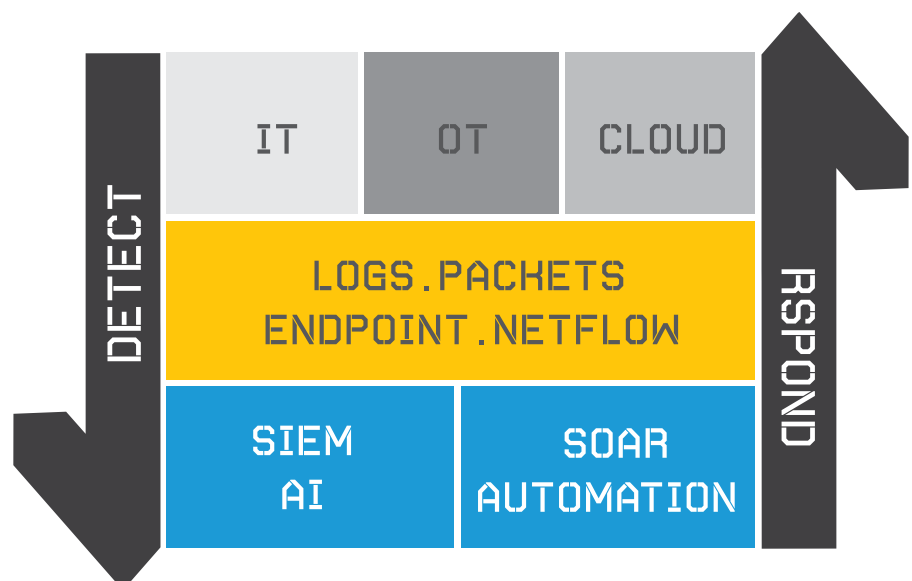 DETECT
IT
OT
CLOUD
LOGS.PACKETS
ENDPOINT.NETFLOW
SIEM
AI
SOAR
AUTOMATION
RSPOND